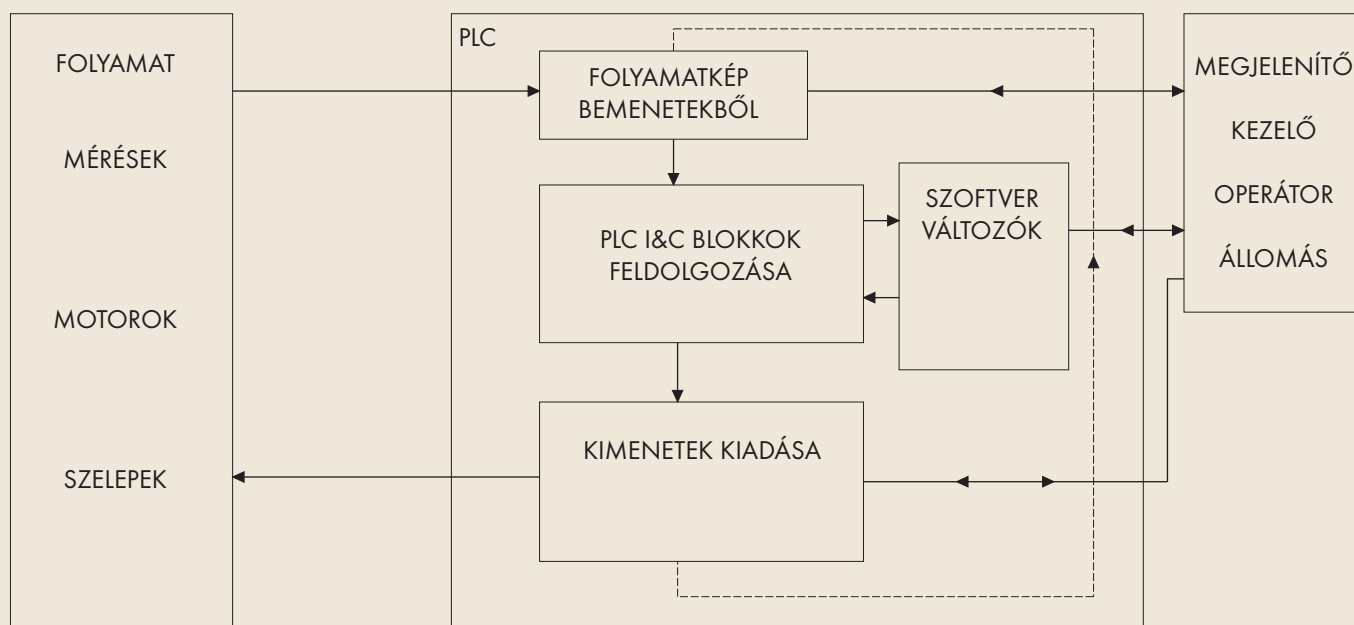 FOLYAMAT
MÉRÉSEK
MOTOROK
SZELEPEK
PLC
FOLYAMATKÉP
BEMENETEKBŐL
PLC I&C BLOKKOK
FELDOLGOZÁSA
SZOFTVER
VÁLTOZÓK
KIMENETEK KIADÁSA
MEGJELENÍTŐ
KEZELŐ
OPERÁTOR
ÁLLOMÁS